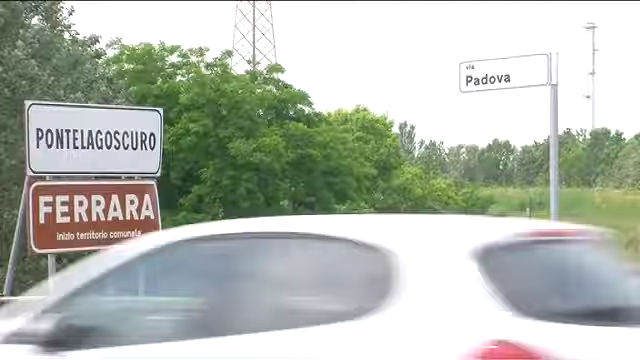 PONTELAGOSCURO
FERRARA
inizio territorio comunale
via
Padova